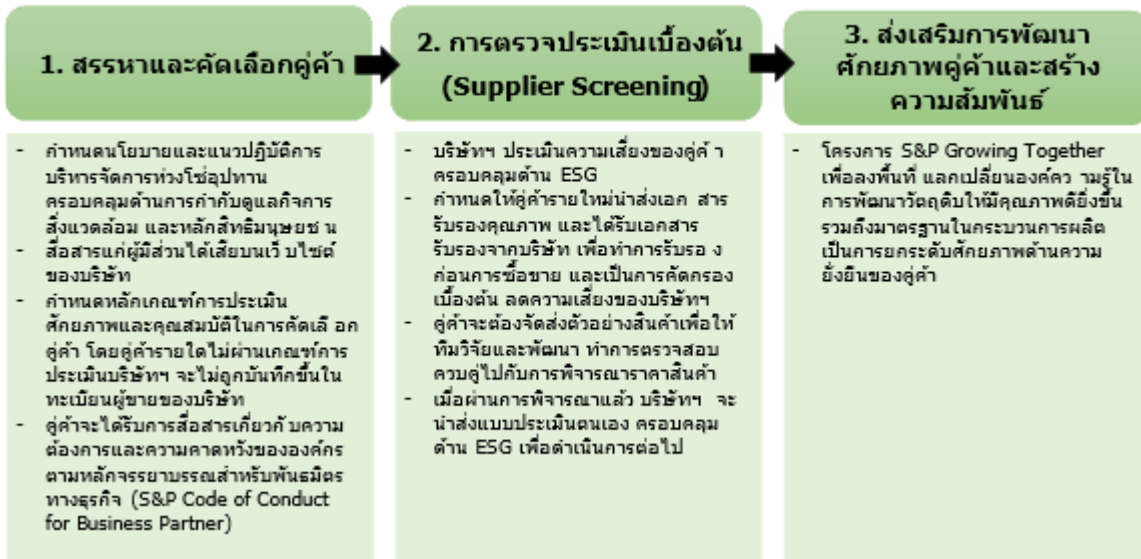 1. สรรหาและคัดเลือกคู่ค้า
- กำหนดนโยบายและแนวปฏิบัติการ
บริหารจัดการห่วงโซ่อุปทาน
ครอบคลุมด้านการกำกับดูแลกิจการ
สิ่งแวดล้อม และหลักสิทธิมนุษยช น
- สื่อสารแก่ผู้มีส่วนได้เสียบนเว็ บไซต์
ของบริษัท
- กำหนดหลักเกณฑ์การประเมิน
ศักยภาพและคุณสมบัติในการคัดเลื อก
คู่ค้า โดยคู่ค้ารายใดไม่ผ่านเกณฑ์การ
ประเมินบริษัทฯ จะไม่ถูกบันทึกขึ้นใน
ทะเบียนผู้ขายของบริษัท
- คู่ค้าจะได้รับการสื่อสารเกี่ยวกั บความ
ต้องการและความคาดหวังขององค์กร
ตามหลักจรรยาบรรณสำหรับพันธมิตร
ทางธุรกิจ (S&P Code of Conduct
for Business Partner)
2. การตรวจประเมินเบื้องต้น
(Supplier Screening)
- บริษัทฯ ประเมินความเสี่ยงของคู่ค้ า
ครอบคลุมด้าน ESG
- กำหนดให้คู่ค้ารายใหม่นำส่งเอก สาร
รับรองคุณภาพ และได้รับเอกสาร
รับรองจากบริษัท เพื่อทำการรับรอ ง
ก่อนการซื้อขาย และเป็นการคัดกรอง
เบื้องต้น ลดความเสี่ยงของบริษัทฯ
- คู่ค้าจะต้องจัดส่งตัวอย่างสินค้าเพื่อให้
ทีมวิจัยและพัฒนา ทำการตรวจสอบ
ควบคู่ไปกับการพิจารณาราคาสินค้า
- เมื่อผ่านการพิจารณาแล้ว บริษัทฯ จะ
นำส่งแบบประเมินตนเอง ครอบคลุม
ด้าน ESG เพื่อดำเนินการต่อไป
3. ส่งเสริมการพัฒนา
ศักยภาพคู่ค้าและสร้าง
ความสัมพันธ์
- โครงการ S&P Growing Together
เพื่อลงพื้นที่ แลกเปลี่ยนองค์คว ามรู้ใน
การพัฒนาวัตถุดิบให้มีคุณภาพดียิ่งขึ้น
รวมถึงมาตรฐานในกระบวนการผลิต
เป็นการยกระดับศักยภาพด้านความ
ยั่งยืนของคู่ค้า